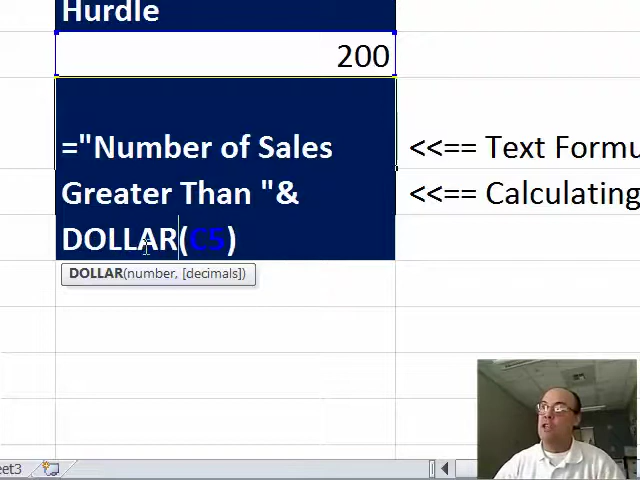 Hurdle
200
="Number of Sales
Greater Than "&
DOLLAR(C5)
<<== Text Formu
<<== Calculating
DOLLAR(number, [decimals])
eet3